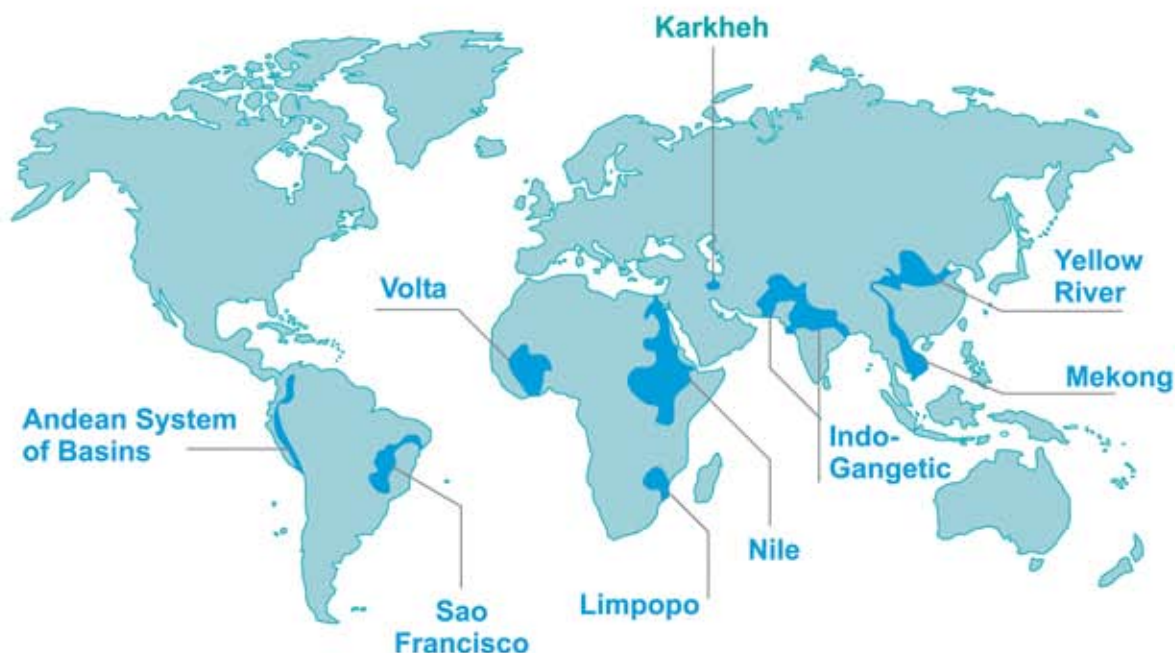 Karkheh
Yellow
River
Volta
Mekong
Andean System
of Basins
Indo-
Gangetic
Nile
Limpopo
Sao
Francisco